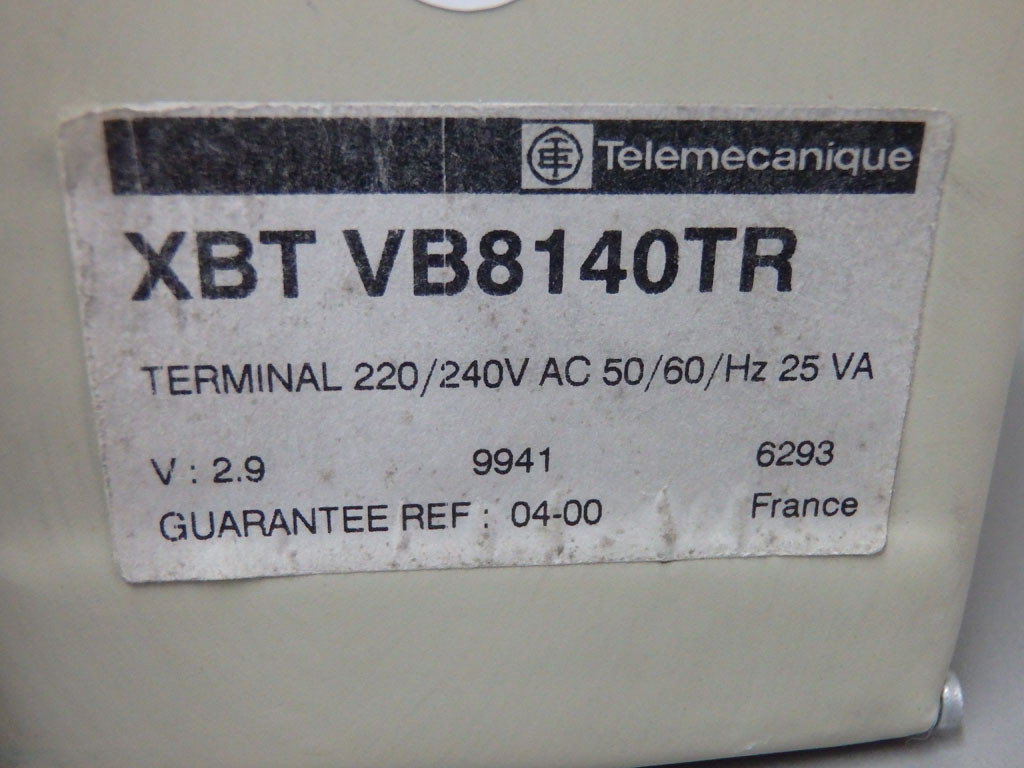 Telemecanique
XBT VB8140TR
TERMINAL 220/240V AC 50/60/Hz 25 VA
V : 2.9 9941 6293
GUARANTEE REF : 04-00 France